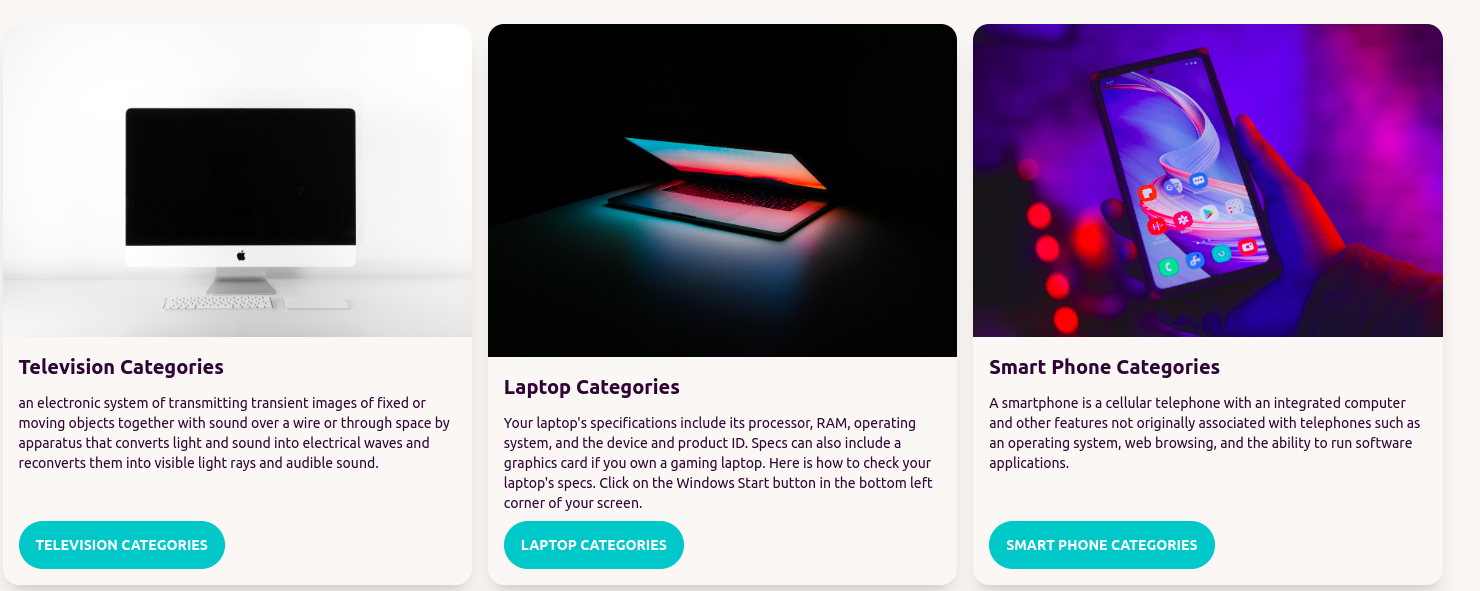 Television Categories
an electronic system of transmitting transient images of fixed or
moving objects together with sound over a wire or through space by
apparatus that converts light and sound into electrical waves and
reconverts them into visible light rays and audible sound.
TELEVISION CATEGORIES
Laptop Categories
Your laptop's specifications include its processor, RAM, operating
system, and the device and product ID. Specs can also include a
graphics card if you own a gaming laptop. Here is how to check your
laptop's specs. Click on the Windows Start button in the bottom left
corner of your screen.
LAPTOP CATEGORIES
Smart Phone Categories
A smartphone is a cellular telephone with an integrated computer
and other features not originally associated with telephones such as
an operating system, web browsing, and the ability to run software
applications.
SMART PHONE CATEGORIES